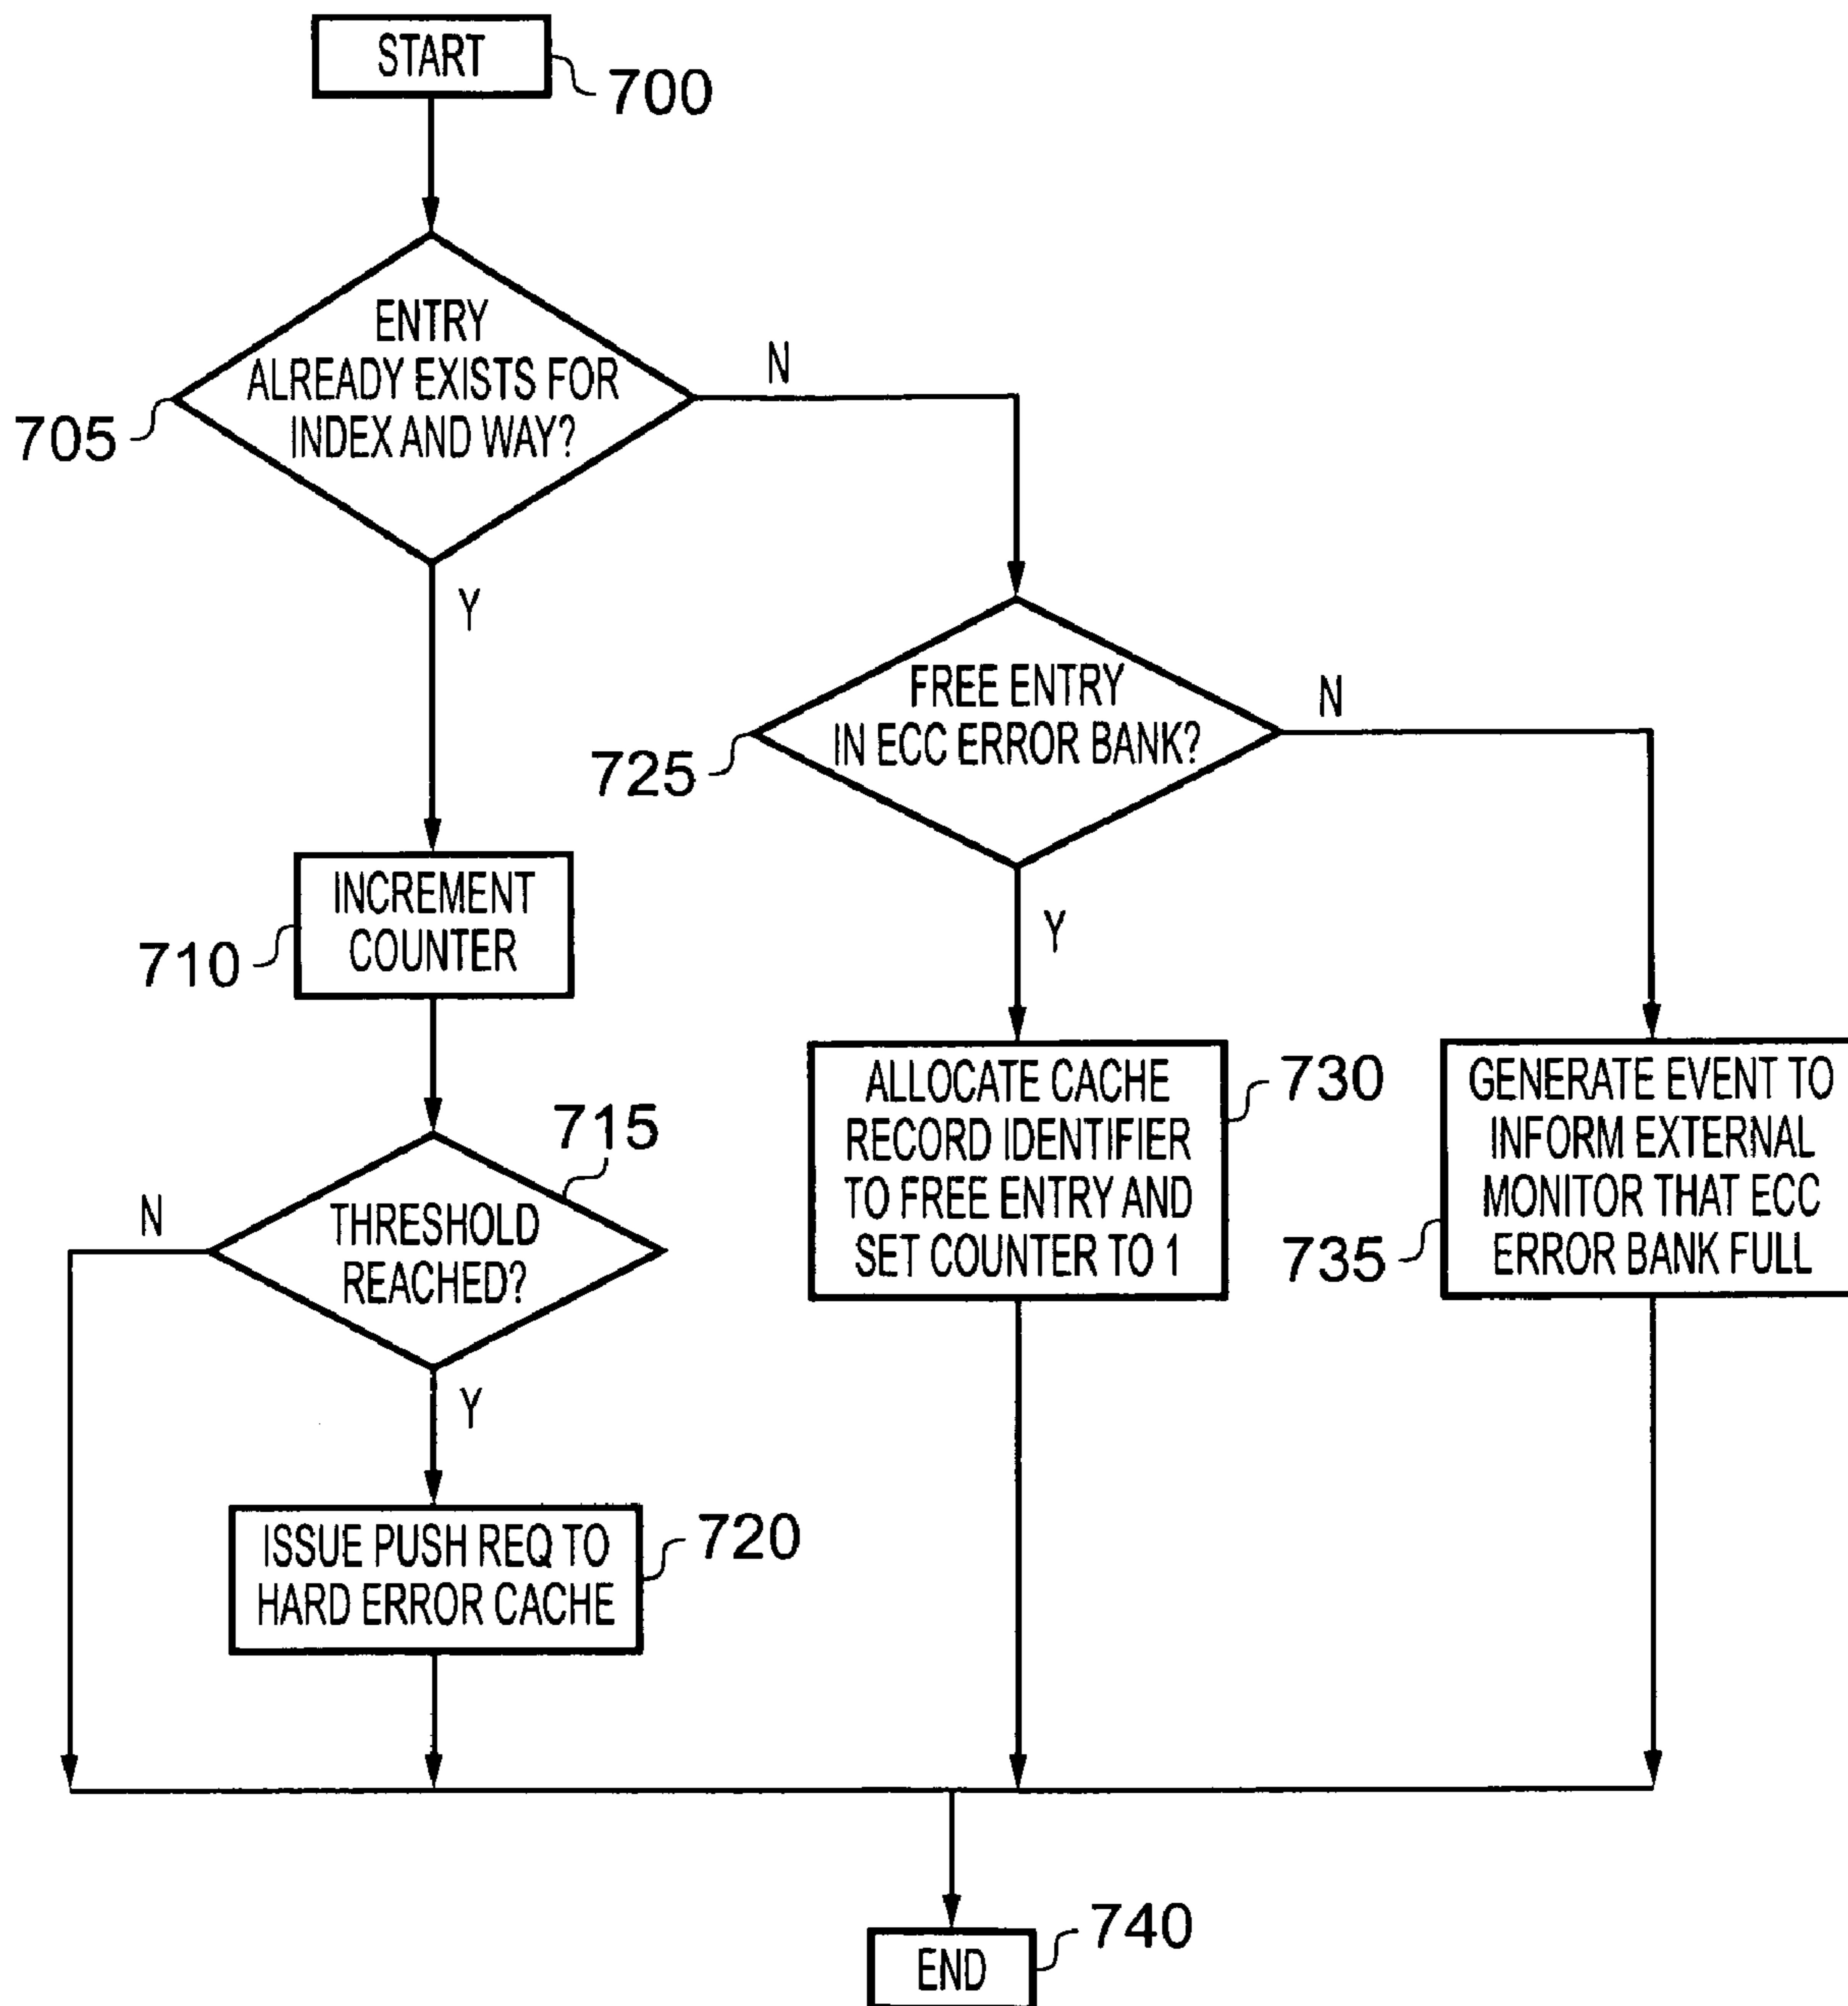 START
700
ENTRY
ALREADY EXISTS FOR
INDEX AND WAY?
705
N
Y
FREE ENTRY
IN ECC ERROR BANK?
725
N
Y
INCREMENT
COUNTER
710
THRESHOLD
REACHED?
715
N
Y
ISSUE PUSH REQ TO
HARD ERROR CACHE
720
ALLOCATE CACHE
RECORD IDENTIFIER
TO FREE ENTRY AND
SET COUNTER TO 1
730
GENERATE EVENT TO
INFORM EXTERNAL
MONITOR THAT ECC
ERROR BANK FULL
735
END
740